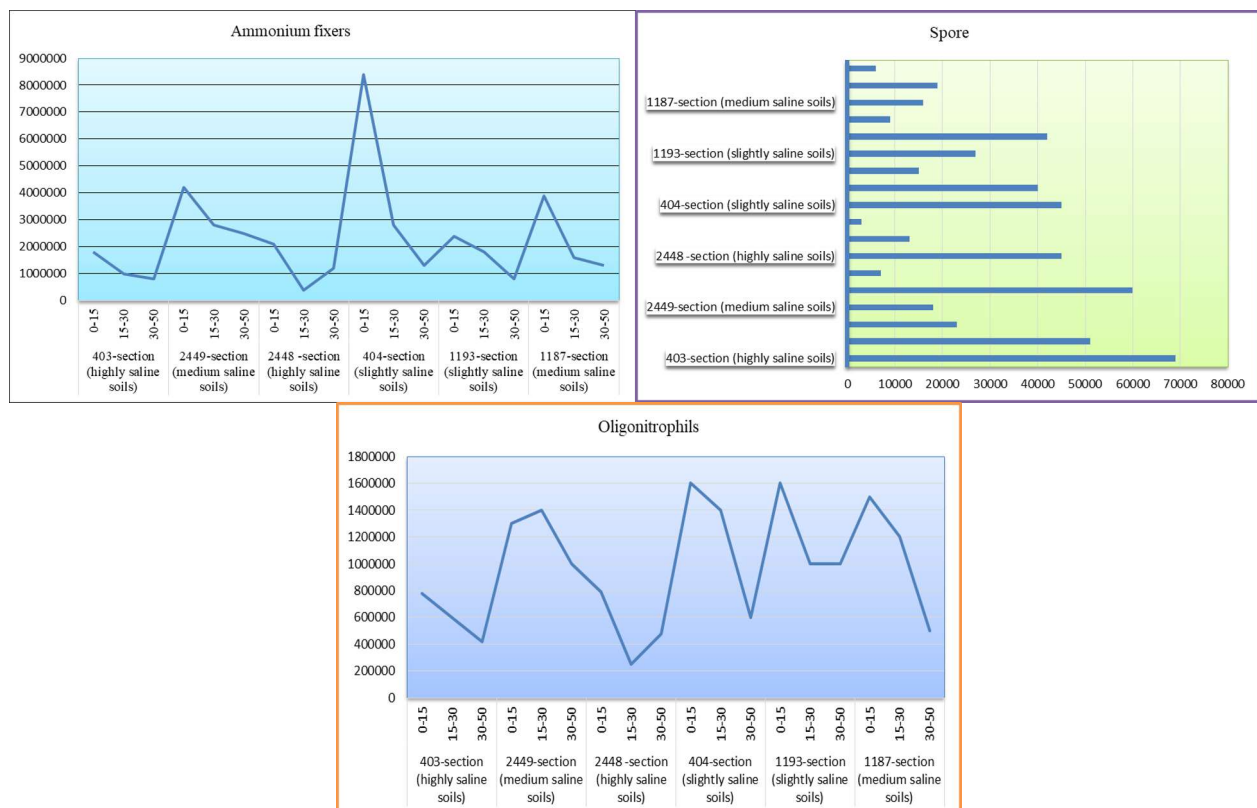 Ammonium fixers
9000000
8000000
7000000
6000000
5000000
4000000
3000000
2000000
1000000
0
0-15
15-30
30-50
0-15
15-30
30-50
0-15
15-30
30-50
0-15
15-30
30-50
0-15
15-30
30-50
0-15
15-30
30-50
403-section
(highly saline
soils)
2449-section
(medium saline
soils)
2448 -section
(highly saline
soils)
404-section
(slightly saline
soils)
1193-section
(slightly saline
soils)
1187-section
(medium saline
soils)
Spore
1187-section (medium saline soils)
1193-section (slightly saline soils)
404-section (slightly saline soils)
2448 -section (highly saline soils)
2449-section (medium saline soils)
403-section (highly saline soils)
0 10000 20000 30000 40000 50000 60000 70000 80000
Oligonitrophils
1800000
1600000
1400000
1200000
1000000
800000
600000
400000
200000
0
0-15
15-30
30-50
0-15
15-30
30-50
0-15
15-30
30-50
0-15
15-30
30-50
0-15
15-30
30-50
0-15
15-30
30-50
403-section
(highly saline
soils)
2449-section
(medium saline
soils)
2448 -section
(highly saline
soils)
404-section
(slightly saline
soils)
1193-section
(slightly saline
soils)
1187-section
(medium saline
soils)